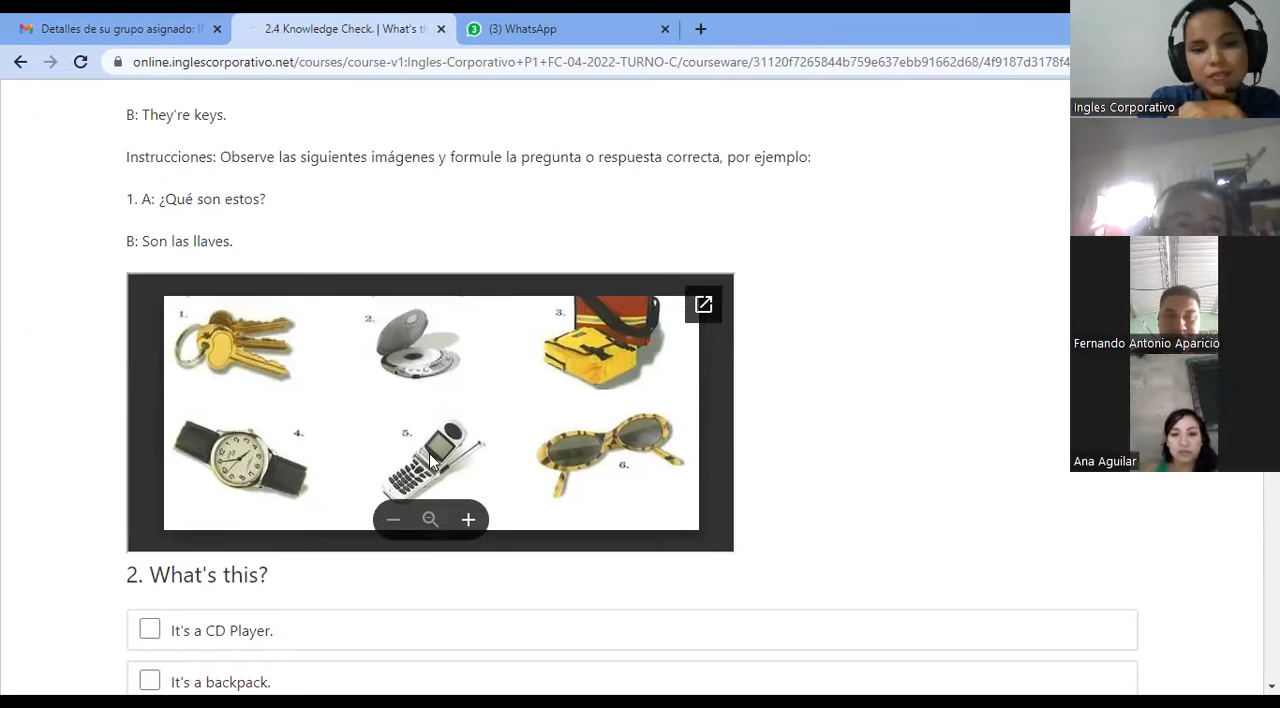 Detalles de su grupo asignado: I
2.4 Knowledge Check. | What's th
3 (3) WhatsApp
online.inglescorporativo.net/courses/course-v1:Ingles-Corporativo+P1+FC-04-2022-TURNO-C/courseware/31120f7265844b759e637ebb91662d68/4f9187d3178f4
B: They're keys.
Instrucciones: Observe las siguientes imágenes y formule la pregunta o respuesta correcta, por ejemplo:
1. A: ¿Qué son estos?
B: Son las llaves.
1.
2.
3.
4.
5.
6.
2. What's this?
It's a CD Player.
It's a backpack.
Ingles Corporativo
Fernando Antonio Aparicio
Ana Aguilar